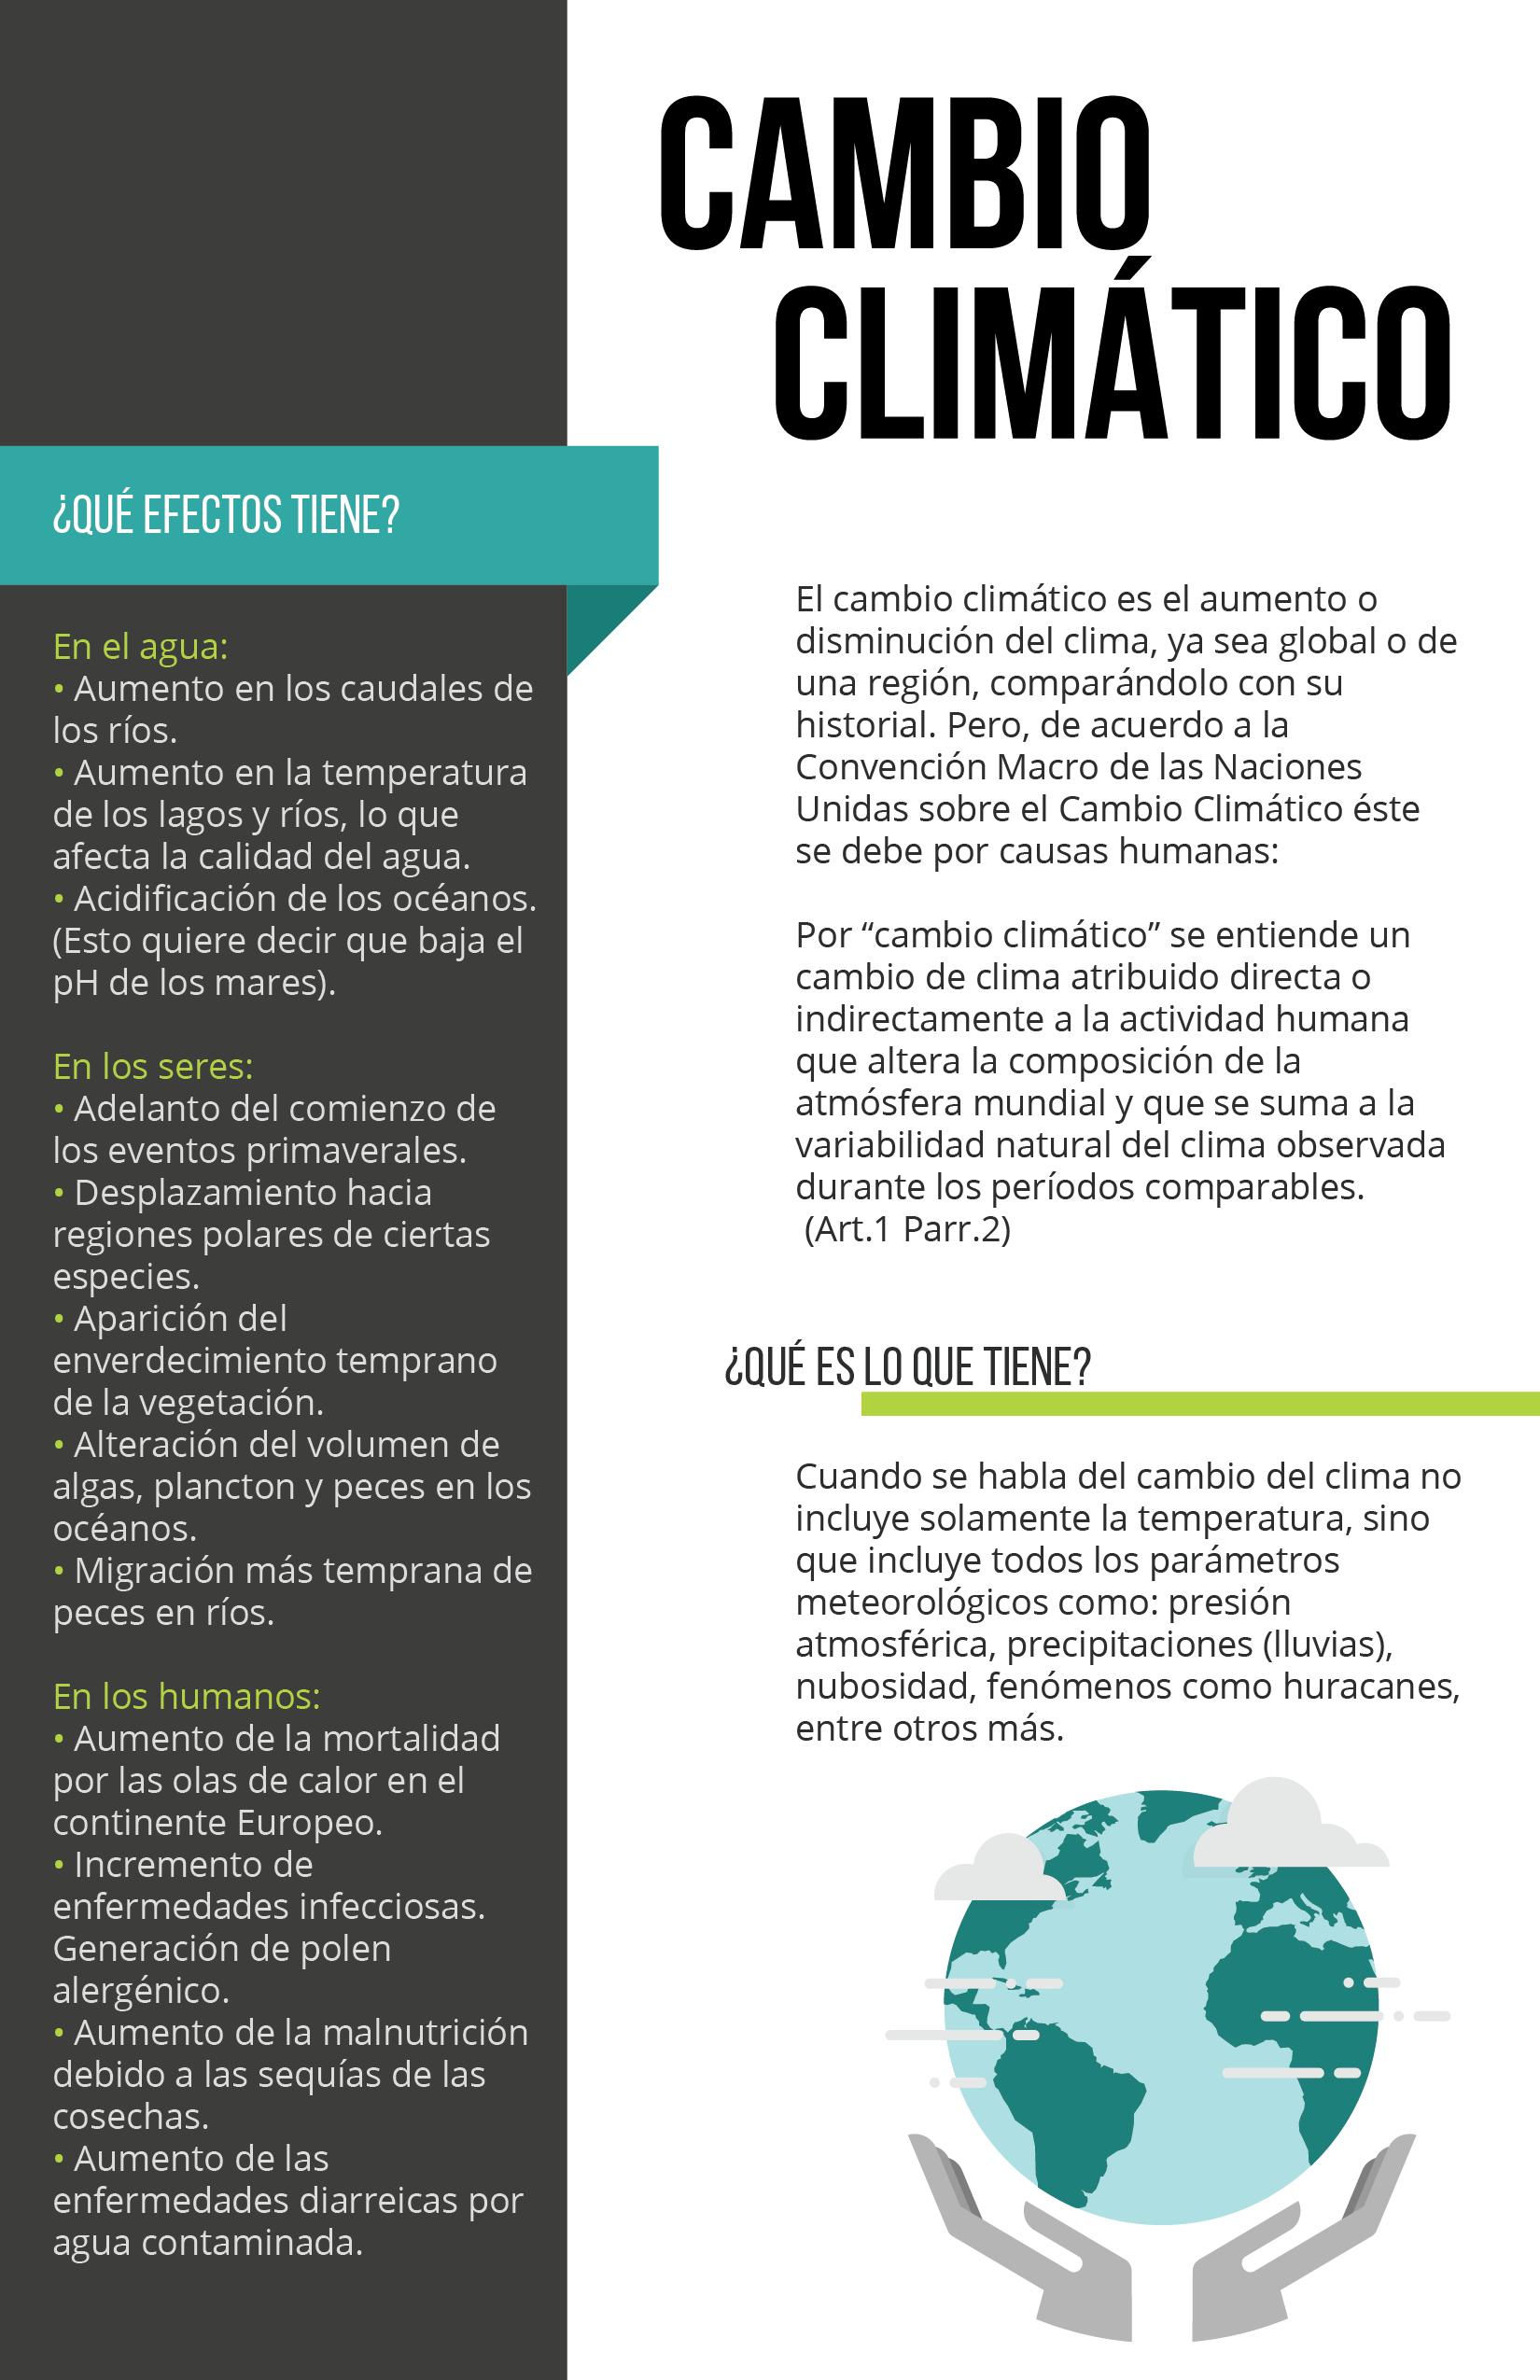 CAMBIO
CLIMÁTICO
¿QUÉ EFECTOS TIENE?
En el agua:
• Aumento en los caudales de
los ríos.
• Aumento en la temperatura
de los lagos y ríos, lo que
afecta la calidad del agua.
• Acidificación de los océanos.
(Esto quiere decir que baja el
pH de los mares).
En los seres:
• Adelanto del comienzo de
los eventos primaverales.
• Desplazamiento hacia
regiones polares de ciertas
especies.
• Aparición del
enverdecimiento temprano
de la vegetación.
• Alteración del volumen de
algas, plancton y peces en los
océanos.
• Migración más temprana de
peces en ríos.
En los humanos:
• Aumento de la mortalidad
por las olas de calor en el
continente Europeo.
• Incremento de
enfermedades infecciosas.
Generación de polen
alergénico.
• Aumento de la malnutrición
debido a las sequías de las
cosechas.
• Aumento de las
enfermedades diarreicas por
agua contaminada.
El cambio climático es el aumento o
disminución del clima, ya sea global o de
una región, comparándolo con su
historial. Pero, de acuerdo a la
Convención Macro de las Naciones
Unidas sobre el Cambio Climático éste
se debe por causas humanas:
Por “cambio climático” se entiende un
cambio de clima atribuido directa o
indirectamente a la actividad humana
que altera la composición de la
atmósfera mundial y que se suma a la
variabilidad natural del clima observada
durante los períodos comparables.
(Art.1 Parr.2)
¿QUÉ ES LO QUE TIENE?
Cuando se habla del cambio del clima no
incluye solamente la temperatura, sino
que incluye todos los parámetros
meteorológicos como: presión
atmosférica, precipitaciones (lluvias),
nubosidad, fenómenos como huracanes,
entre otros más.